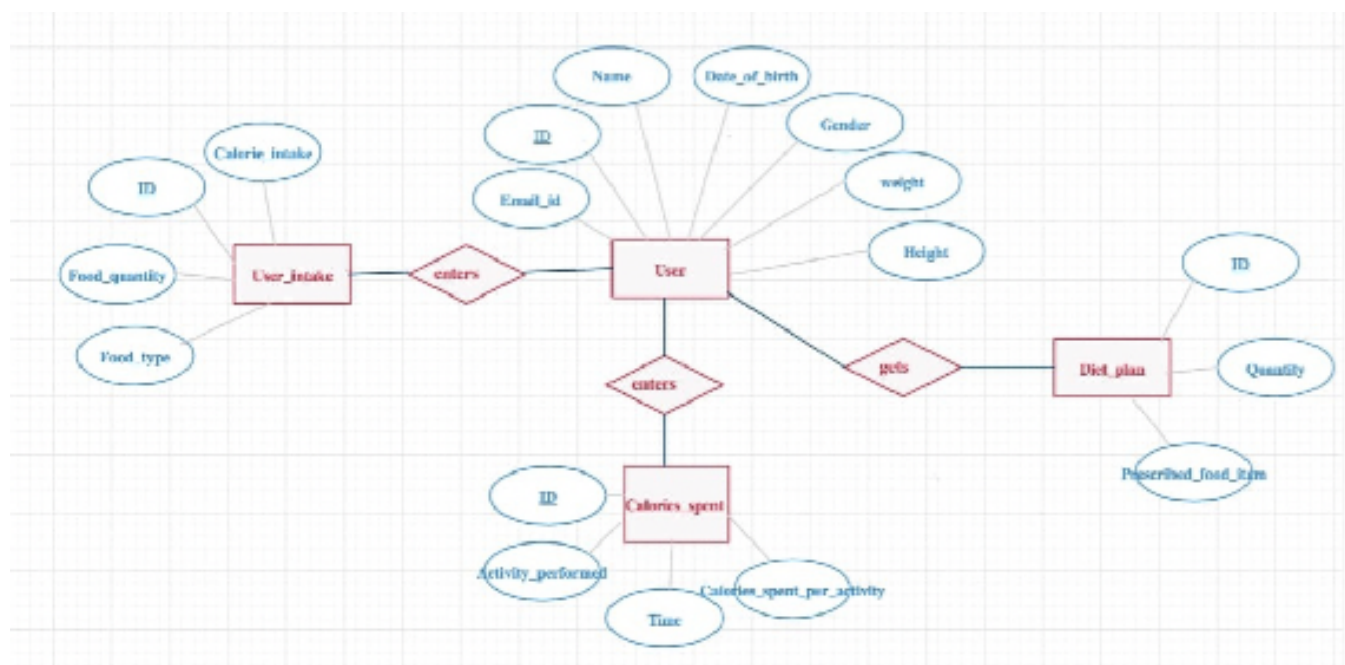 Name
Date_of_birth
ID
Gender
Calorie_intake
ID
weight
Email_id
Food_quantity
User_intake
enters
User
Height
ID
Food_type
enters
gets
Diet_plan
Quantity
Prescribed_food_item
ID
Calories_spent
Activity_performed
Calories_spent_per_activity
Time